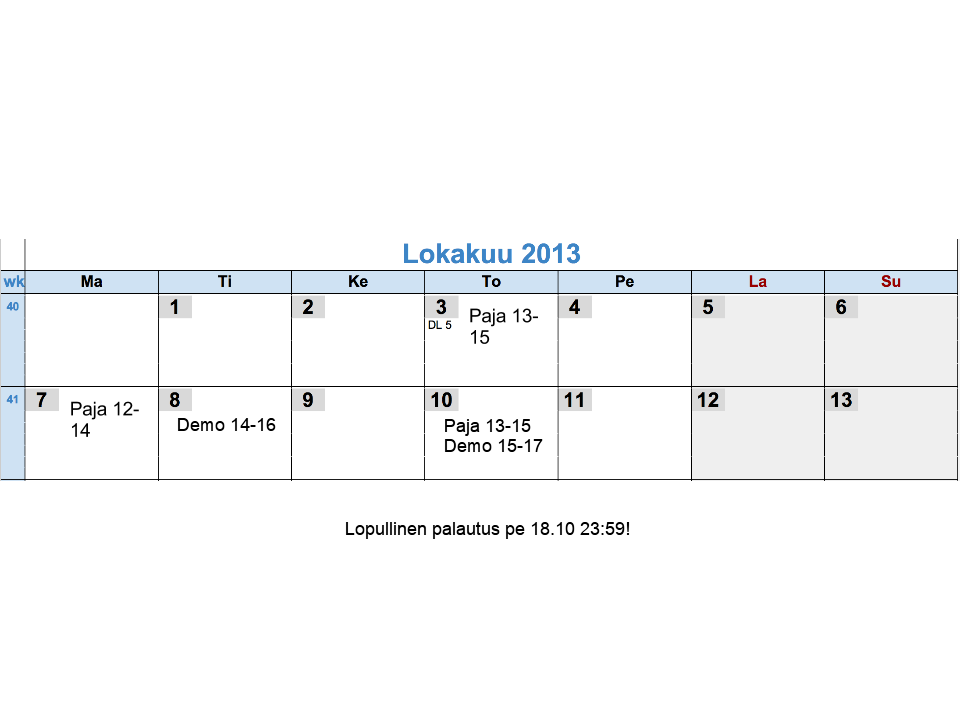 Lokakuu 2013
wk Ma Ti Ke To Pe La Su
40 1 2 3 4 5 6
DL 5 Paja 13-
15
41 7 8 9 10 11 12 13
Paja 12-
14
Demo 14-16
Paja 13-15
Demo 15-17
Lopullinen palautus pe 18.10 23:59!